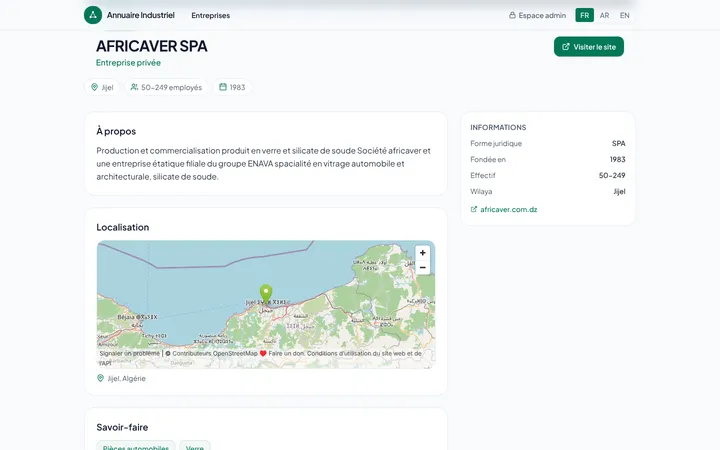 Annuaire Industriel
Entreprises
Espace admin
FR
AR
EN
AFRICAVER SPA
Entreprise privée
Visiter le site
Jijel
50–249 employés
1983
À propos
Production et commercialisation produit en verre et silicate de soude Société africaver et
une entreprise étatique filiale du groupe ENAVA spacialité en vitrage automobile et
architecturale, silicate de soude.
INFORMATIONS
Forme juridique SPA
Fondée en 1983
Effectif 50–249
Wilaya Jijel
africaver.com.dz
Localisation
+
−
Jijel
جيجل
Béjaïa
بجاية
Signaler un problème | © Contributeurs OpenStreetMap ❤️ Faire un don. Conditions d'utilisation du site web et de
l'API
Jijel, Algérie
Savoir-faire
Pièces automobiles
Verre